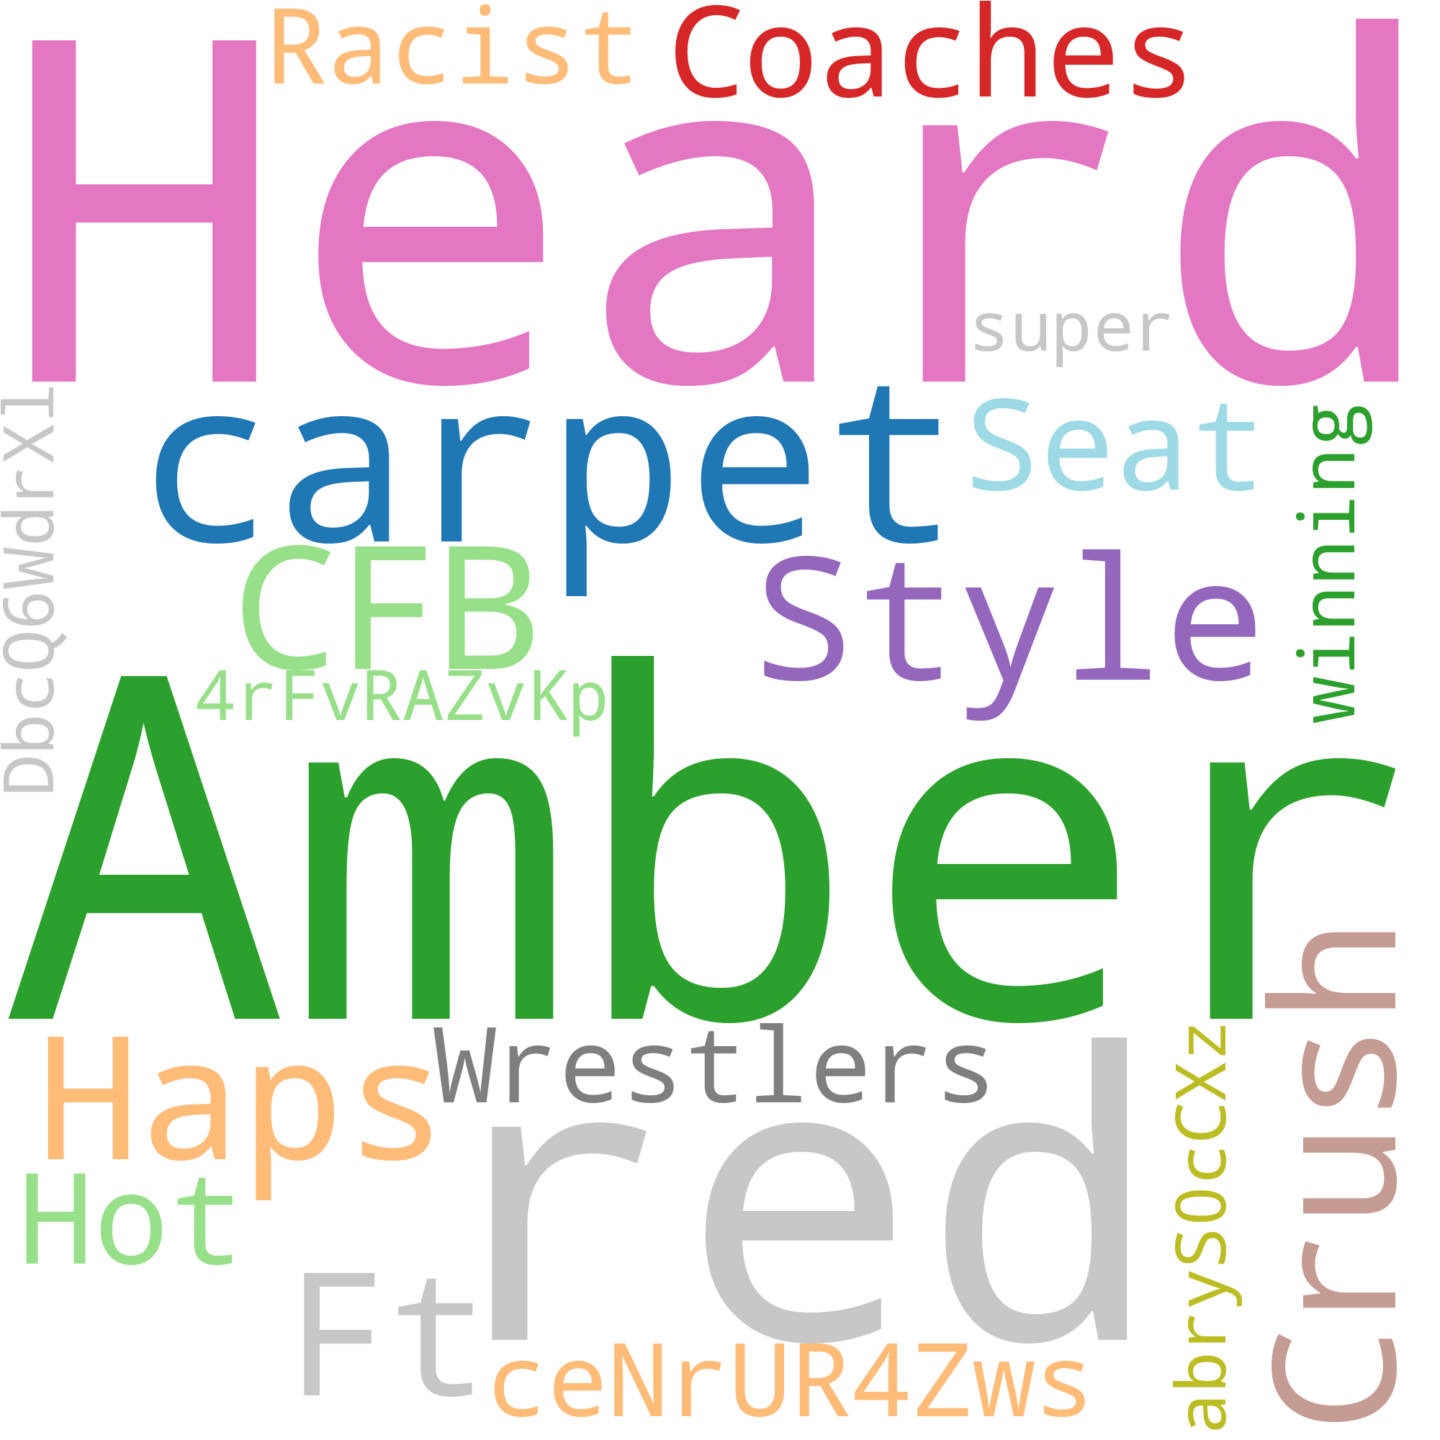 Racist
Coaches
Heard
super
carpet
Seat
winning
DbcQ6WdrXl
CFB
Style
4rFvRAZvKp
Amber
Crush
Haps
Wrestlers
red
abryS0cCXz
Hot
Ft
ceNrUR4Zws